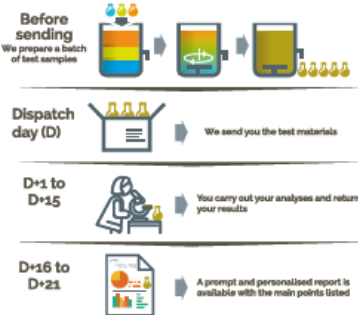 Before
sending
We prepare a batch
of test samples
Dispatch
day (D)
We send you the test materials
D+1 to
D+15
You carry out your analyses and return
your results
D+16 to
D+21
A prompt and personalised report is
available with the main points listed